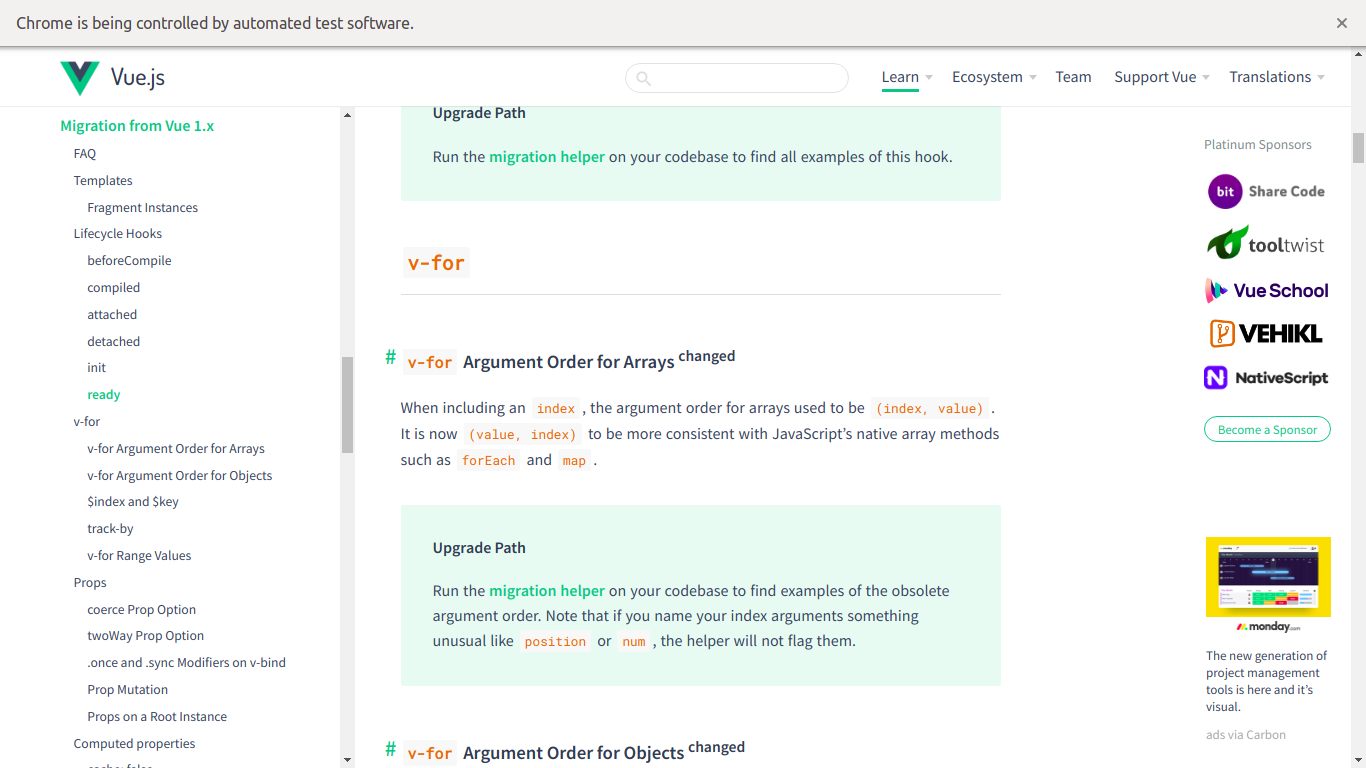 Chrome is being controlled by automated test software.
Vue.js
Learn
Ecosystem
Team
Support Vue
Translations
Migration from Vue 1.x
FAQ
Templates
Fragment Instances
Lifecycle Hooks
beforeCompile
compiled
attached
detached
init
ready
v-for
v-for Argument Order for Arrays
v-for Argument Order for Objects
$index and $key
track-by
v-for Range Values
Props
coerce Prop Option
twoWay Prop Option
.once and .sync Modifiers on v-bind
Prop Mutation
Props on a Root Instance
Computed properties
cache: false
Upgrade Path
Run the migration helper on your codebase to find all examples of this hook.
v-for
# v-for Argument Order for Arrays changed
When including an index , the argument order for arrays used to be (index, value) .
It is now (value, index) to be more consistent with JavaScript’s native array methods
such as forEach and map .
Upgrade Path
Run the migration helper on your codebase to find examples of the obsolete
argument order. Note that if you name your index arguments something
unusual like position or num , the helper will not flag them.
# v-for Argument Order for Objects changed
Platinum Sponsors
bit Share Code
tooltwist
Vue School
VEHIKL
NativeScript
Become a Sponsor
monday.com
The new generation of
project management
tools is here and it’s
visual.
ads via Carbon